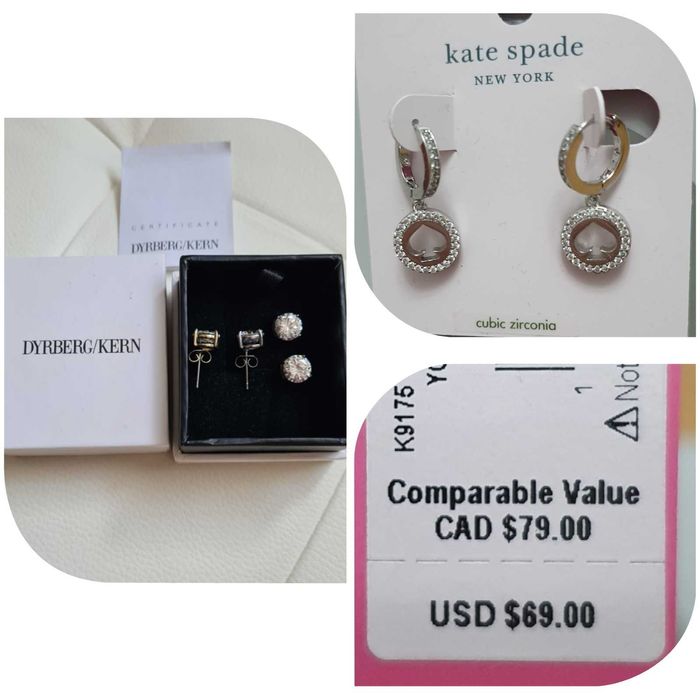 CERTIFICATE
DYRBERG/KERN
DYRBERG/KERN
kate spade
NEW YORK
cubic zirconia
K9175
1
Comparable Value
CAD $79.00
USD $69.00